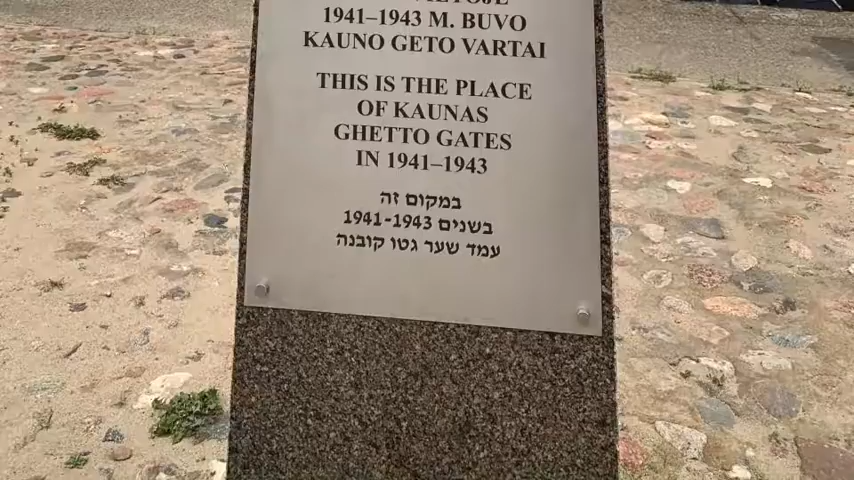 1941–1943 M. BUVO
KAUNO GETO VARTAI
THIS IS THE PLACE
OF KAUNAS
GHETTO GATES
IN 1941–1943
במקום זה
בשנים 1941-1943
עמד שער גטו קובנה